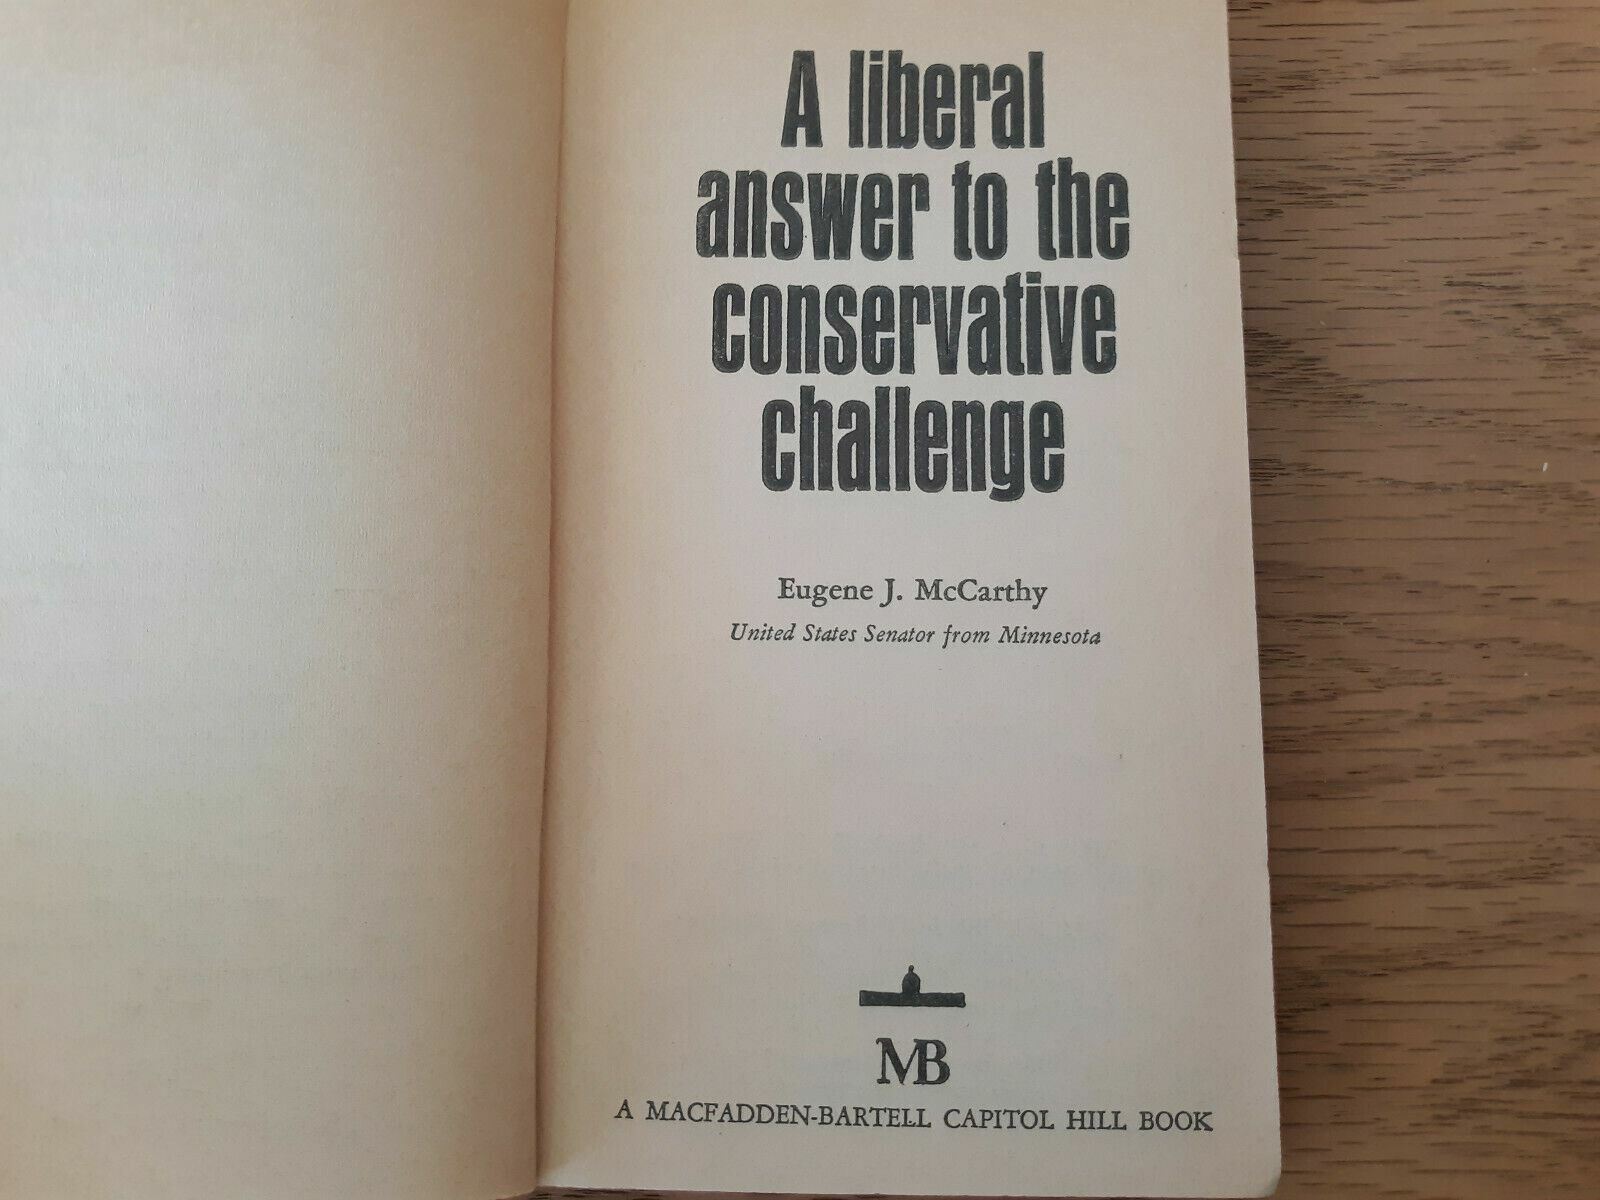 A liberal
answer to the
conservative
challenge
Eugene J. McCarthy
United States Senator from Minnesota
MB
A MACFADDEN-BARTELL CAPITOL HILL BOOK